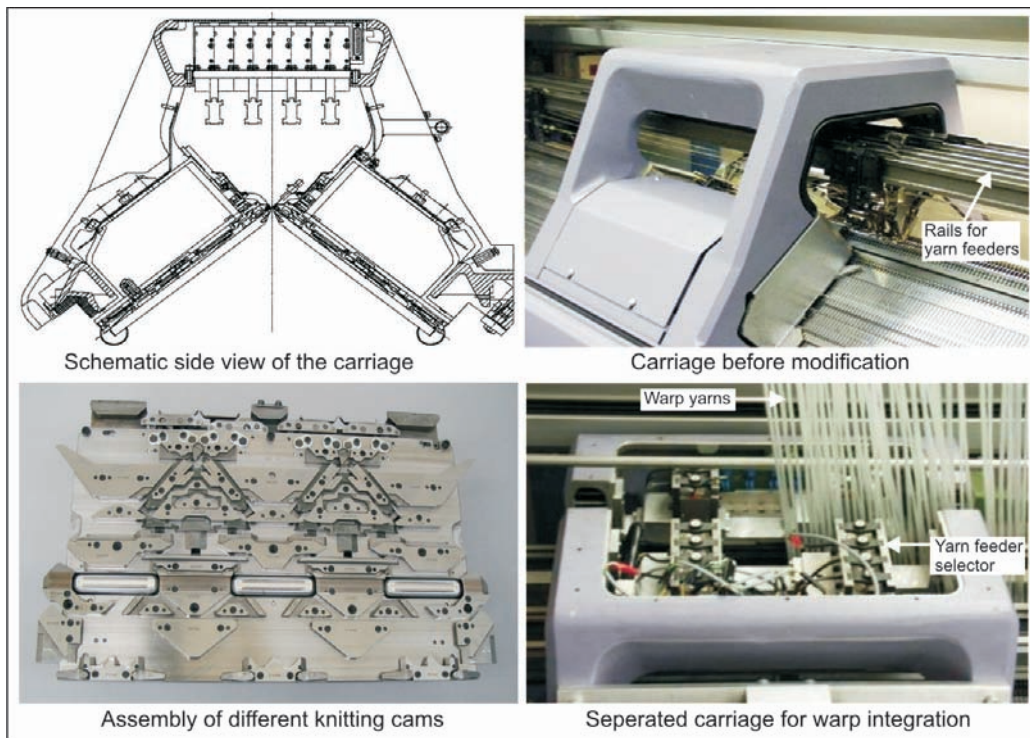 Schematic side view of the carriage
Rails for
yarn feeders
Carriage before modification
Assembly of different knitting cams
Warp yarns
Yarn feeder
selector
Seperated carriage for warp integration